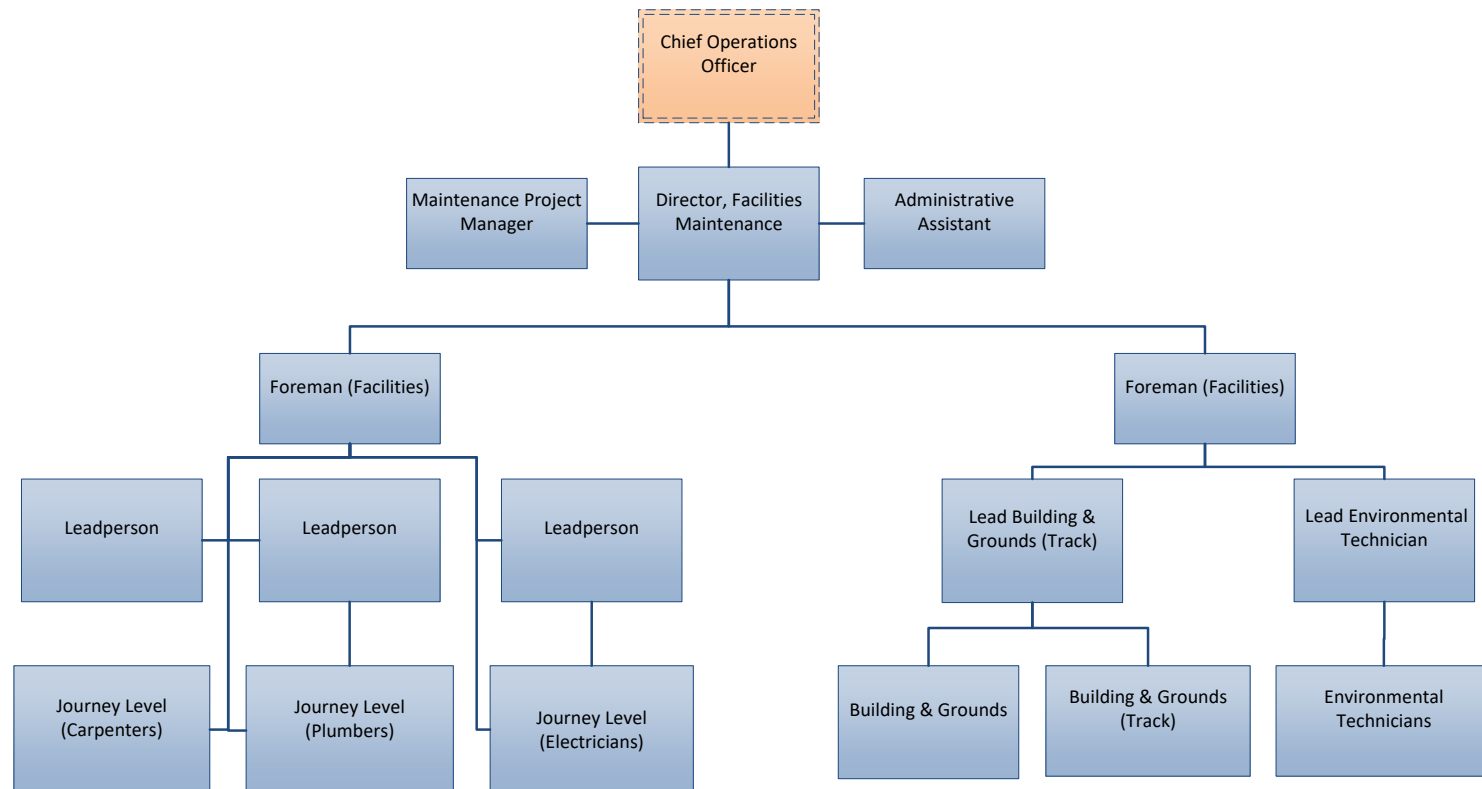 Chief Operations
Officer
Maintenance Project
Manager
Director, Facilities
Maintenance
Administrative
Assistant
Foreman (Facilities)
Foreman (Facilities)
Leadperson
Leadperson
Leadperson
Lead Building &
Grounds (Track)
Lead Environmental
Technician
Journey Level
(Carpenters)
Journey Level
(Plumbers)
Journey Level
(Electricians)
Building & Grounds
Building & Grounds
(Track)
Environmental
Technicians